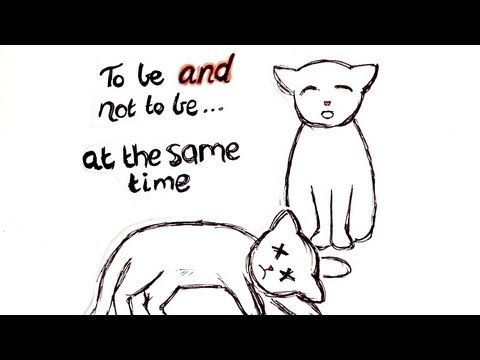 To be and
not to be...
at the same
time